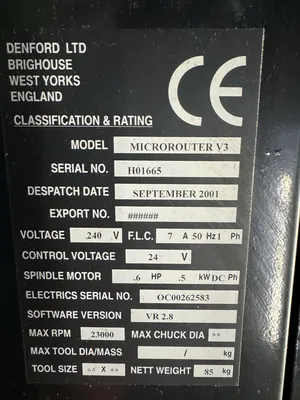 DENFORD LTD
BRIGHOUSE
WEST YORKS
ENGLAND
CE
CLASSIFICATION & RATING
MODEL MICROROUTER V3
SERIAL NO. H01665
DESPATCH DATE SEPTEMBER 2001
EXPORT NO. ######
VOLTAGE 240 V F.L.C. 7 A 50 Hz 1 Ph
CONTROL VOLTAGE 24 V
SPINDLE MOTOR .6 HP .5 kW DC Ph
ELECTRICS SERIAL NO. OC00262583
SOFTWARE VERSION VR 2.8
MAX RPM 23000 MAX CHUCK DIA **
MAX TOOL DIA/MASS / kg
TOOL SIZE ** X ** NETT WEIGHT 85 kg